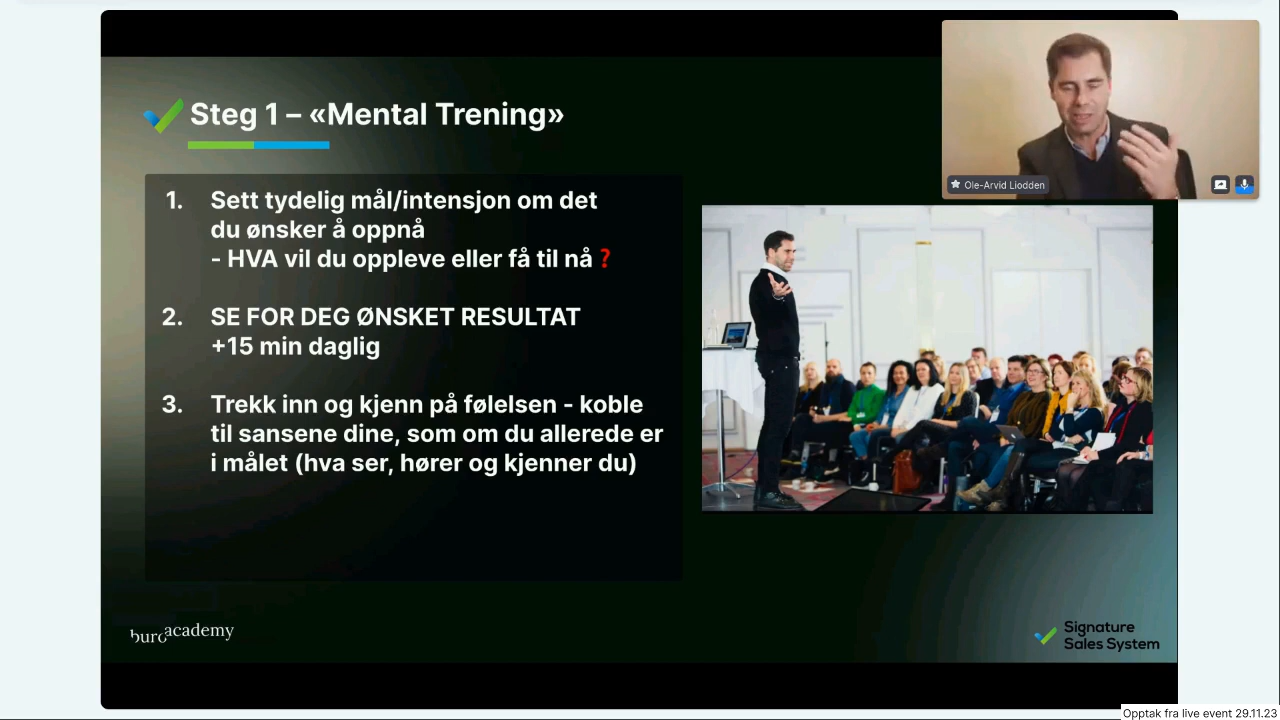 Steg 1 – «Mental Trening»
1. Sett tydelig mål/intensjon om det
du ønsker å oppnå
- HVA vil du oppleve eller få til nå ?
2. SE FOR DEG ØNSKET RESULTAT
+15 min daglig
3. Trekk inn og kjenn på følelsen - koble
til sansene dine, som om du allerede er
i målet (hva ser, hører og kjenner du)
Ole-Arvid Liodden
buro academy
Signature
Sales System
Opptak fra live event 29.11.23